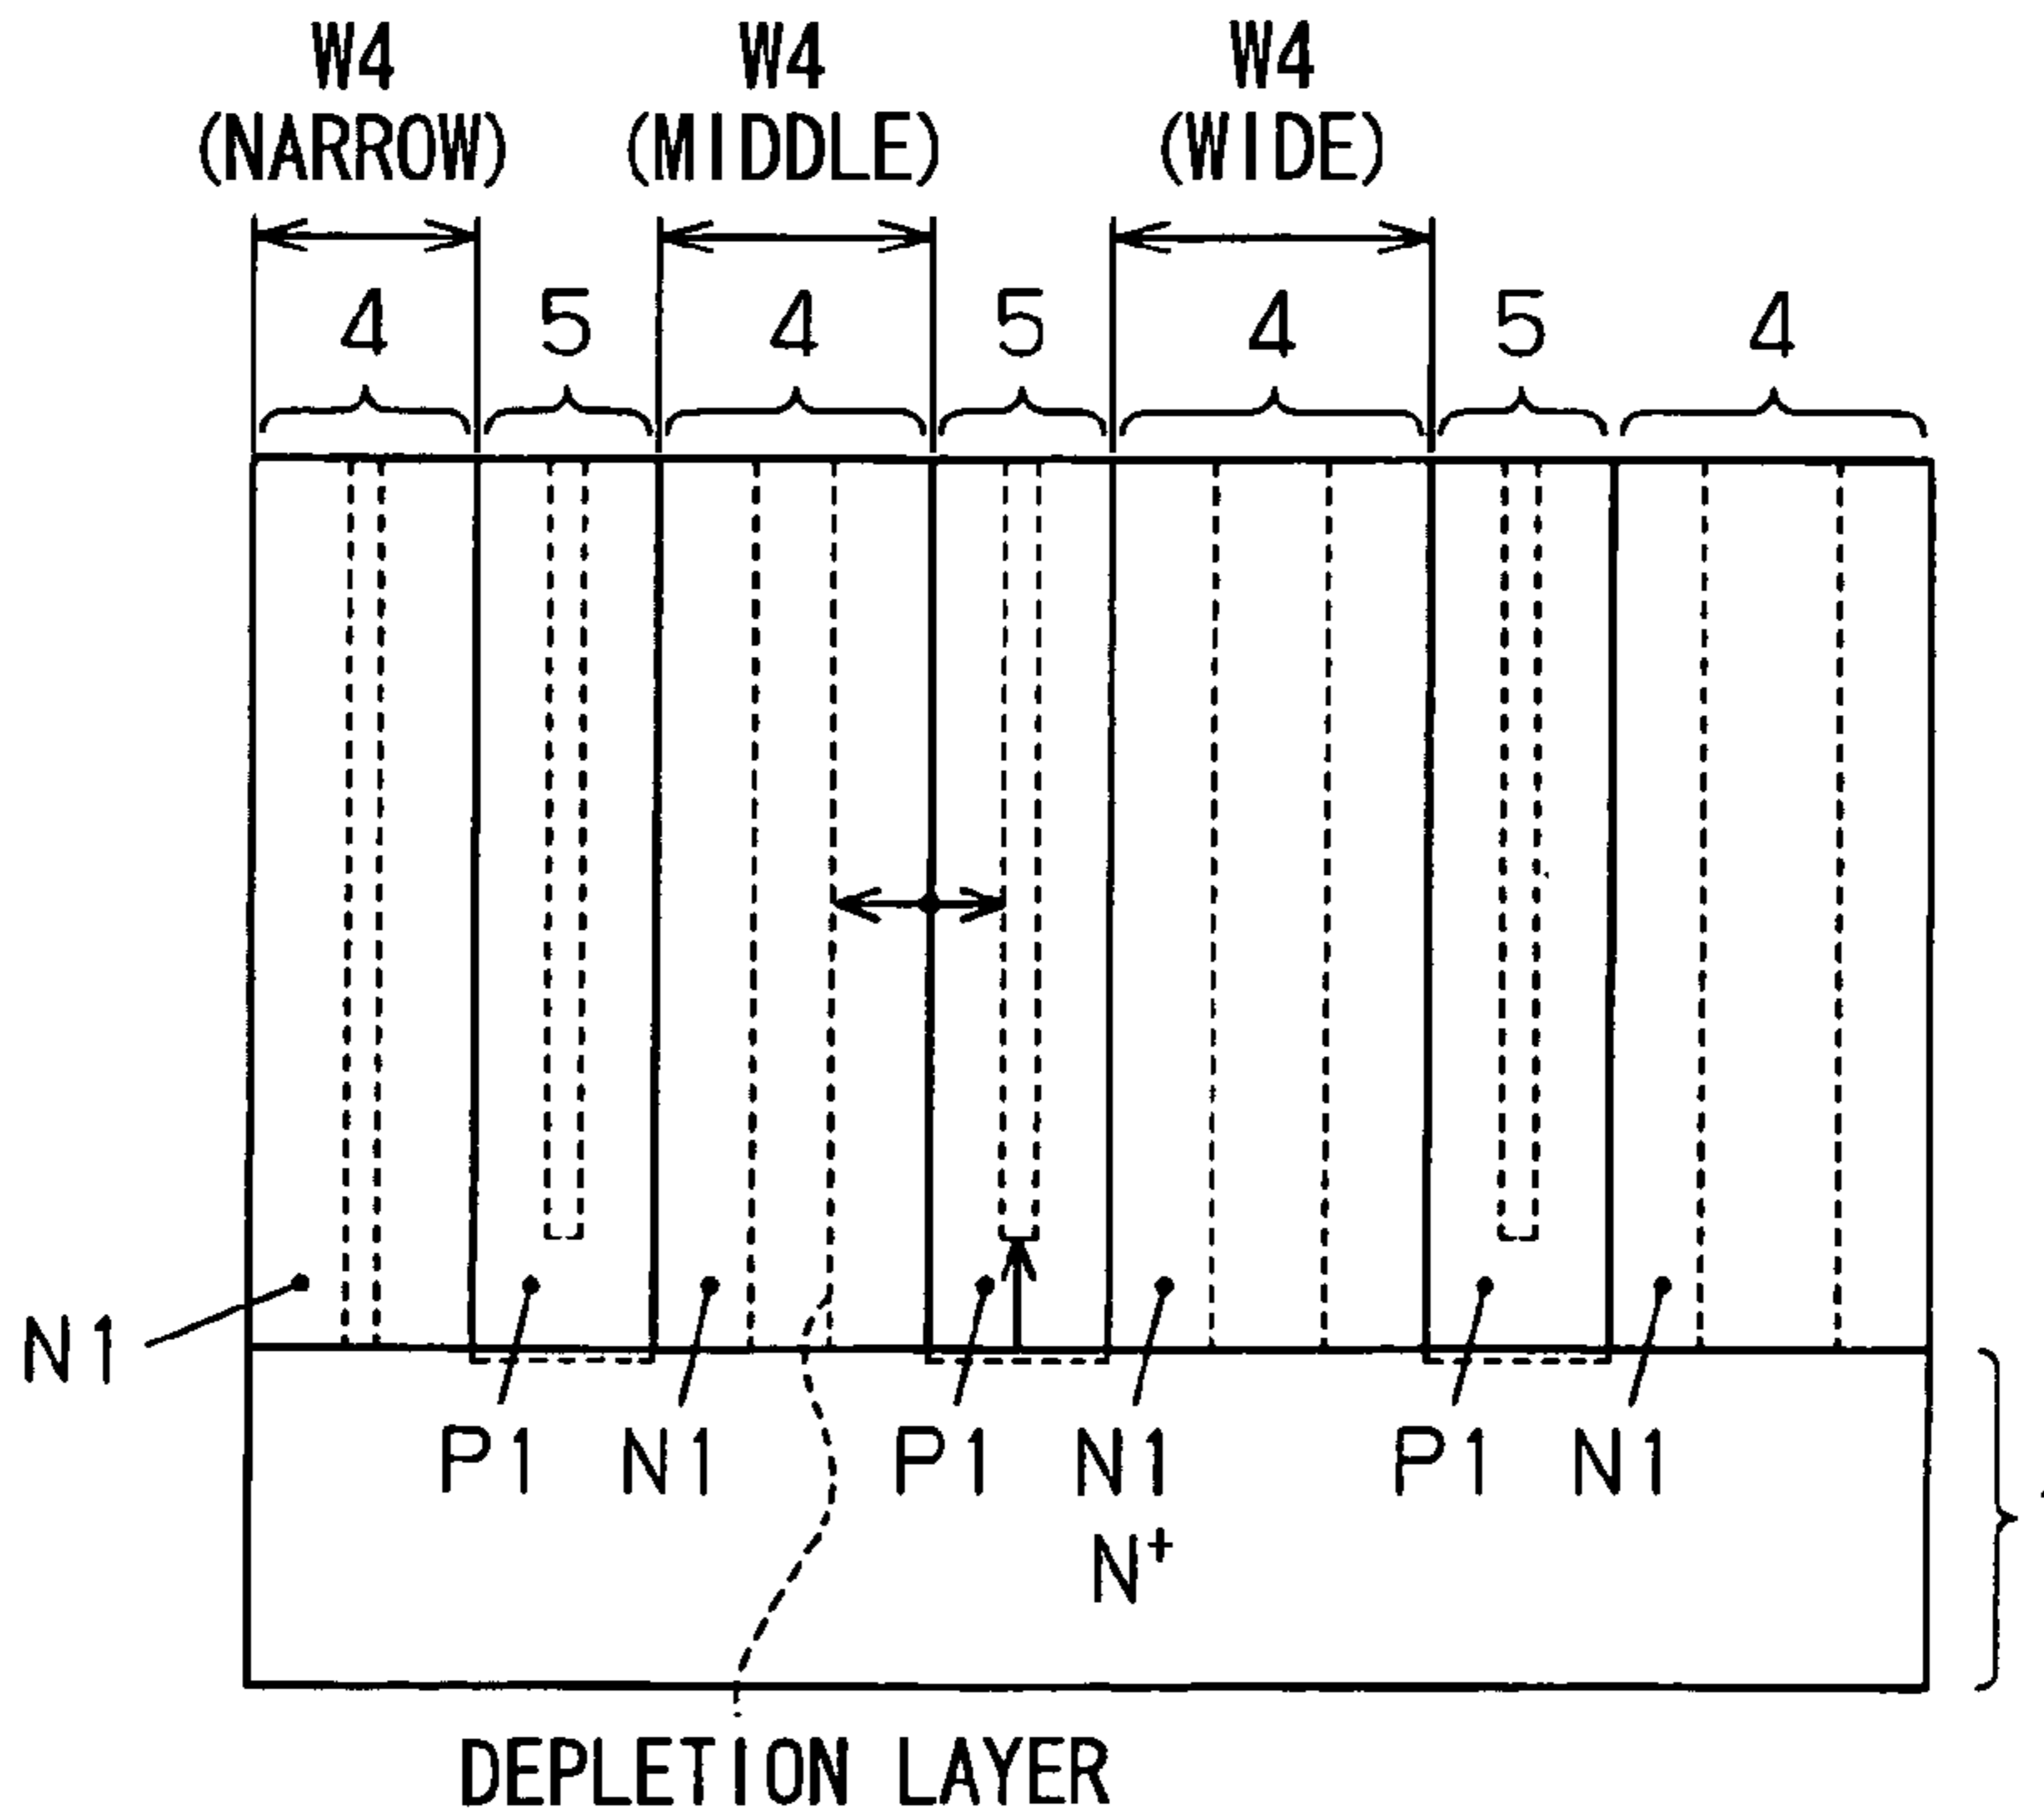 W4 W4 W4
(NARROW) (MIDDLE) (WIDE)
4 5 4 5 4 5 4
N1
P1 N1 P1 N1 P1 N1
N+
DEPLETION LAYER